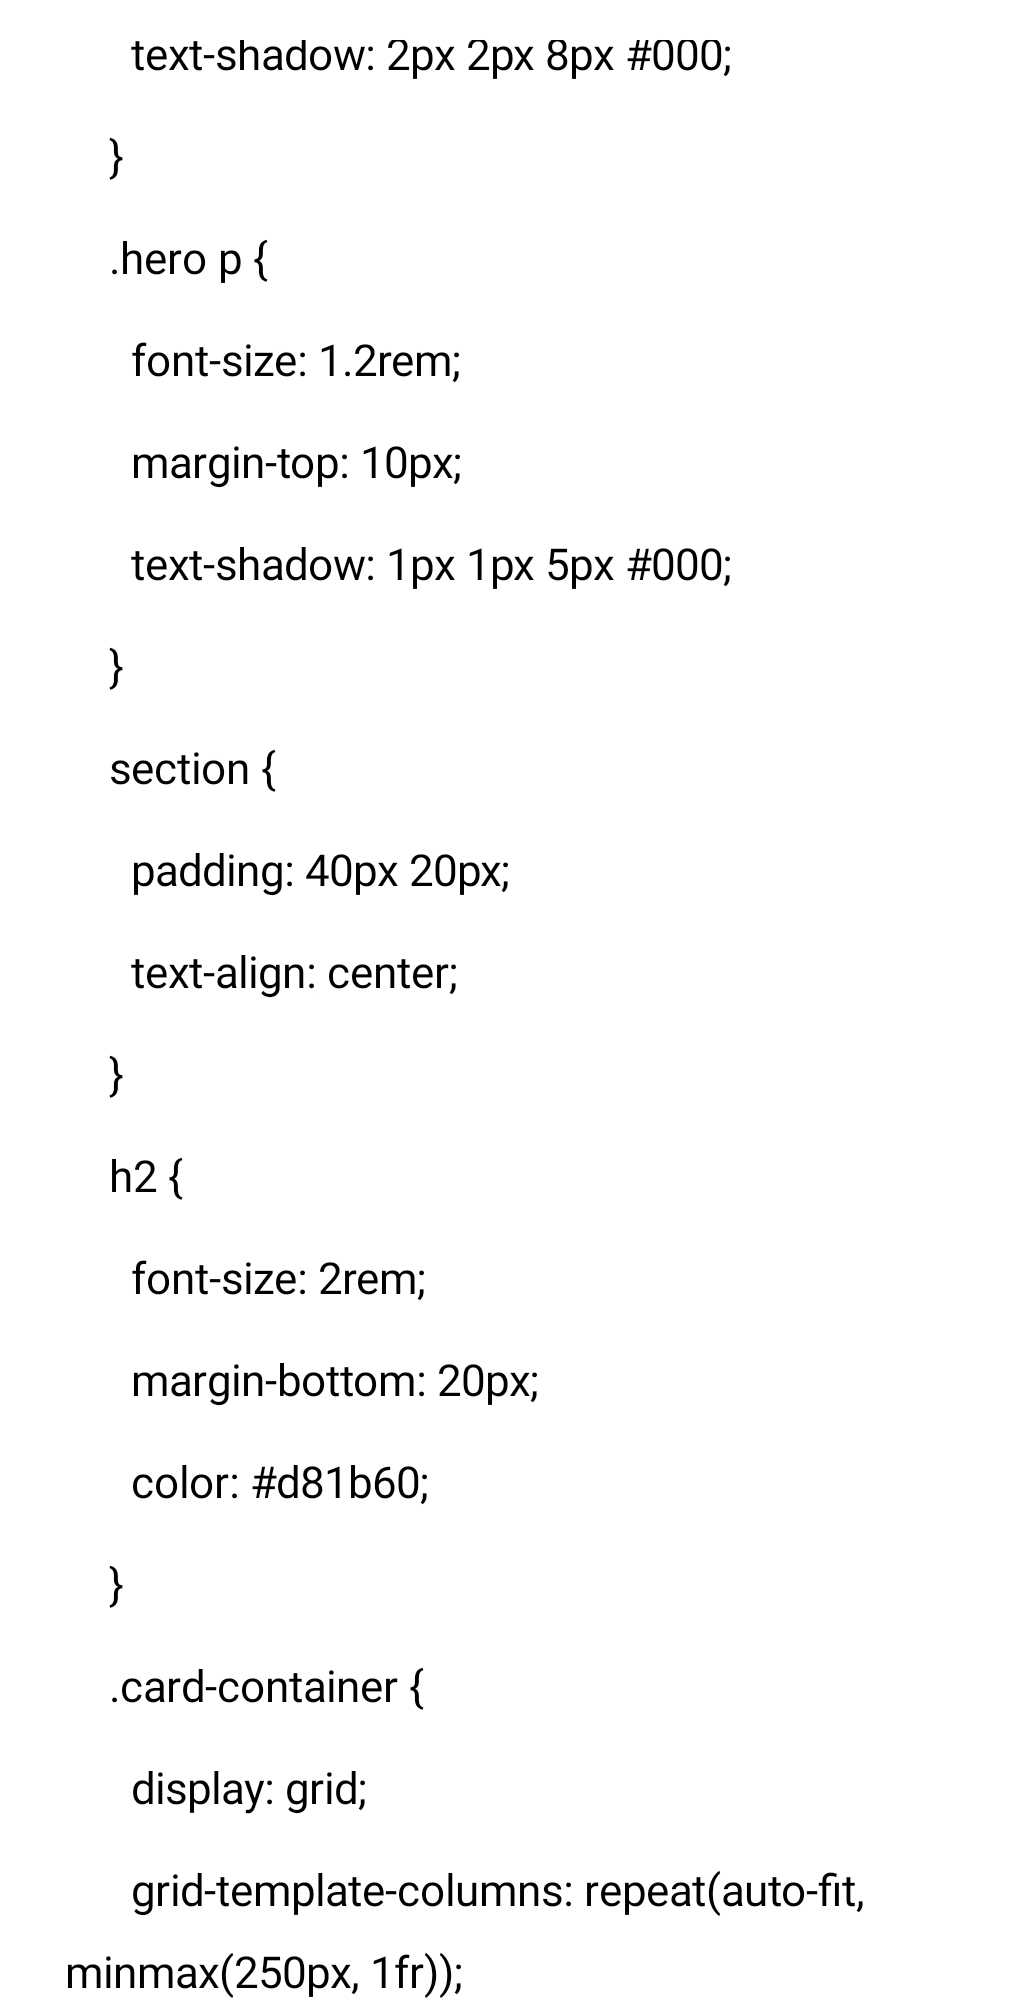 text-shadow: 2px 2px 8px #000;
}
.hero p {
font-size: 1.2rem;
margin-top: 10px;
text-shadow: 1px 1px 5px #000;
}
section {
padding: 40px 20px;
text-align: center;
}
h2 {
font-size: 2rem;
margin-bottom: 20px;
color: #d81b60;
}
.card-container {
display: grid;
grid-template-columns: repeat(auto-fit,
minmax(250px, 1fr));